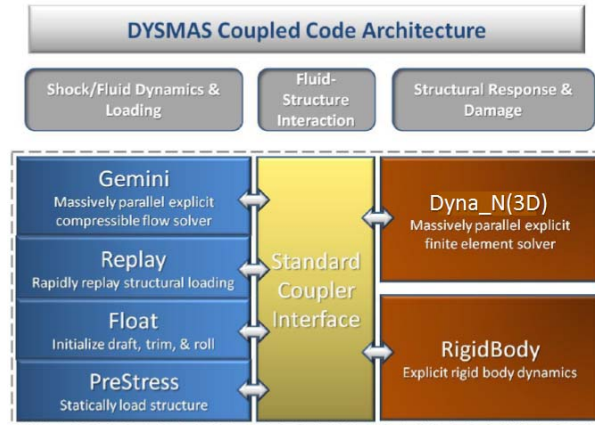 DYSMAS Coupled Code Architecture
Shock/Fluid Dynamics &
Loading
Fluid-
Structure
Interaction
Structural Response &
Damage
Gemini
Massively parallel explicit
compressible flow solver
Replay
Rapidly replay structural loading
Float
Initialize draft, trim, & roll
PreStress
Statically load structure
Standard
Coupler
Interface
Dyna_N(3D)
Massively parallel explicit
finite element solver
RigidBody
Explicit rigid body dynamics